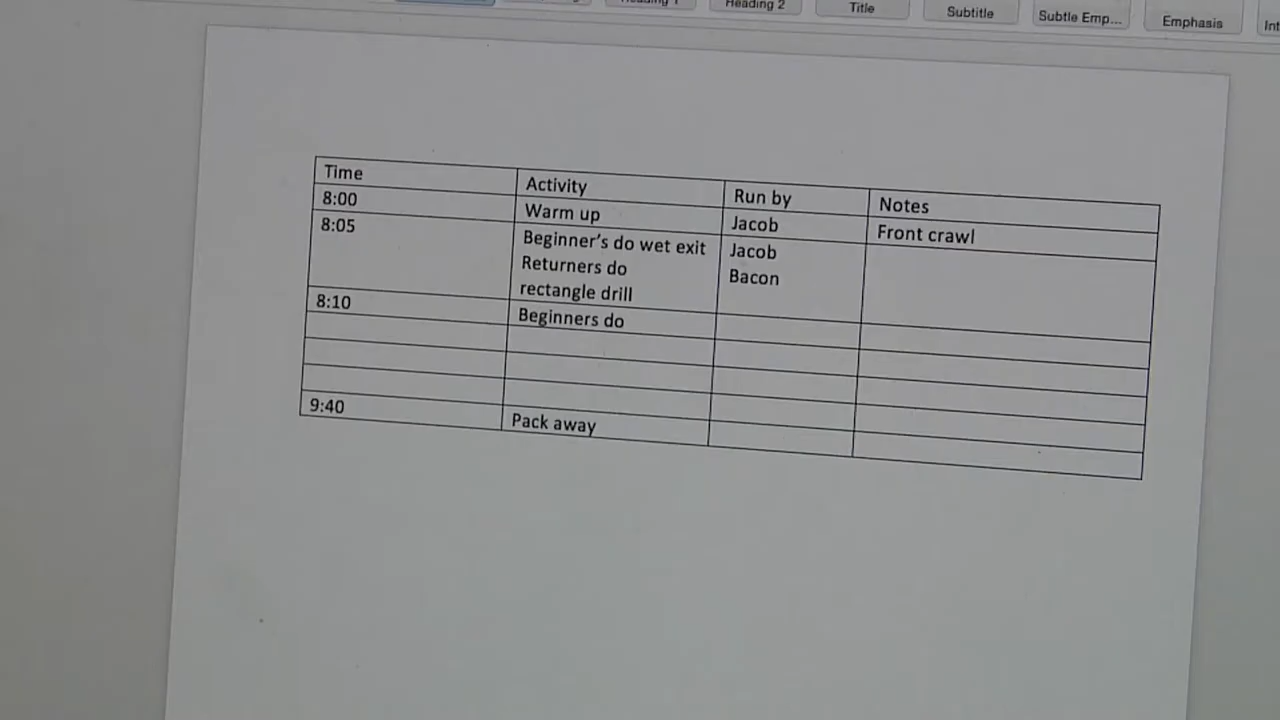 Heading 2
Title
Subtitle
Subtle Emp...
Emphasis
Time Activity Run by Notes
8:00 Warm up Jacob Front crawl
8:05 Beginner's do wet exit Jacob
Returners do Bacon
rectangle drill
8:10 Beginners do
9:40 Pack away